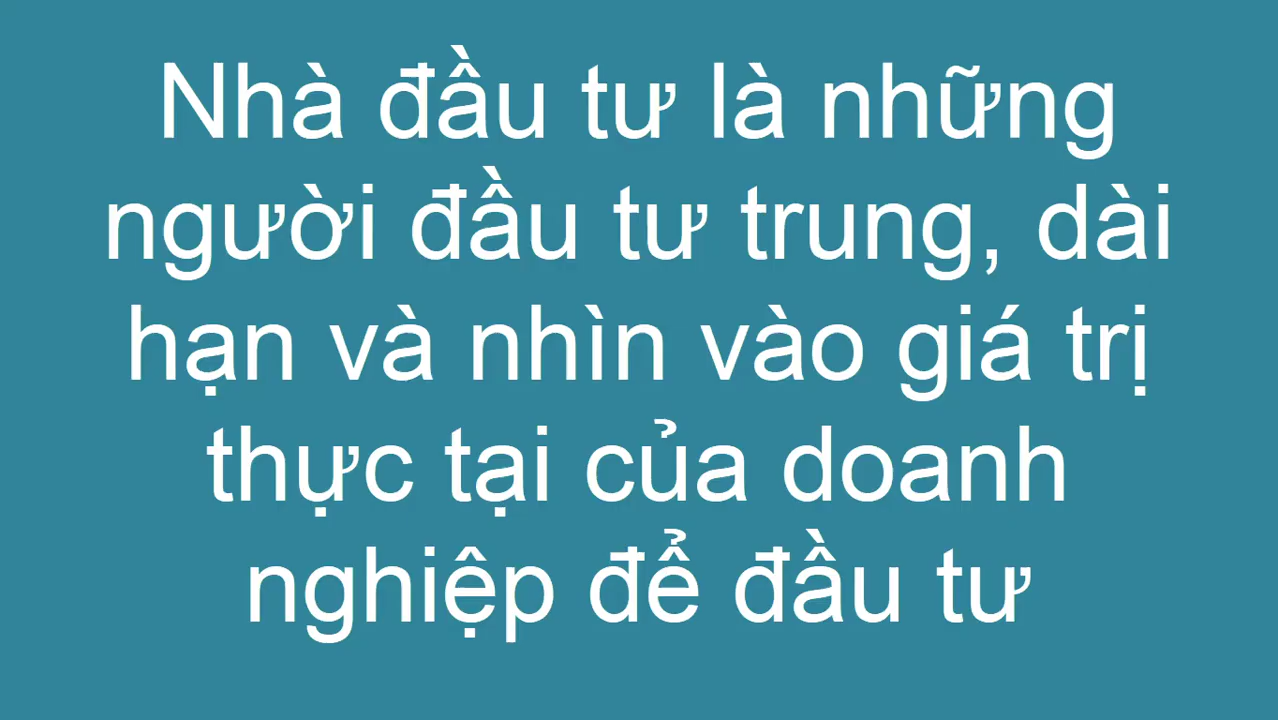 Nhà đầu tư là những
người đầu tư trung, dài
hạn và nhìn vào giá trị
thực tại của doanh
nghiệp để đầu tư